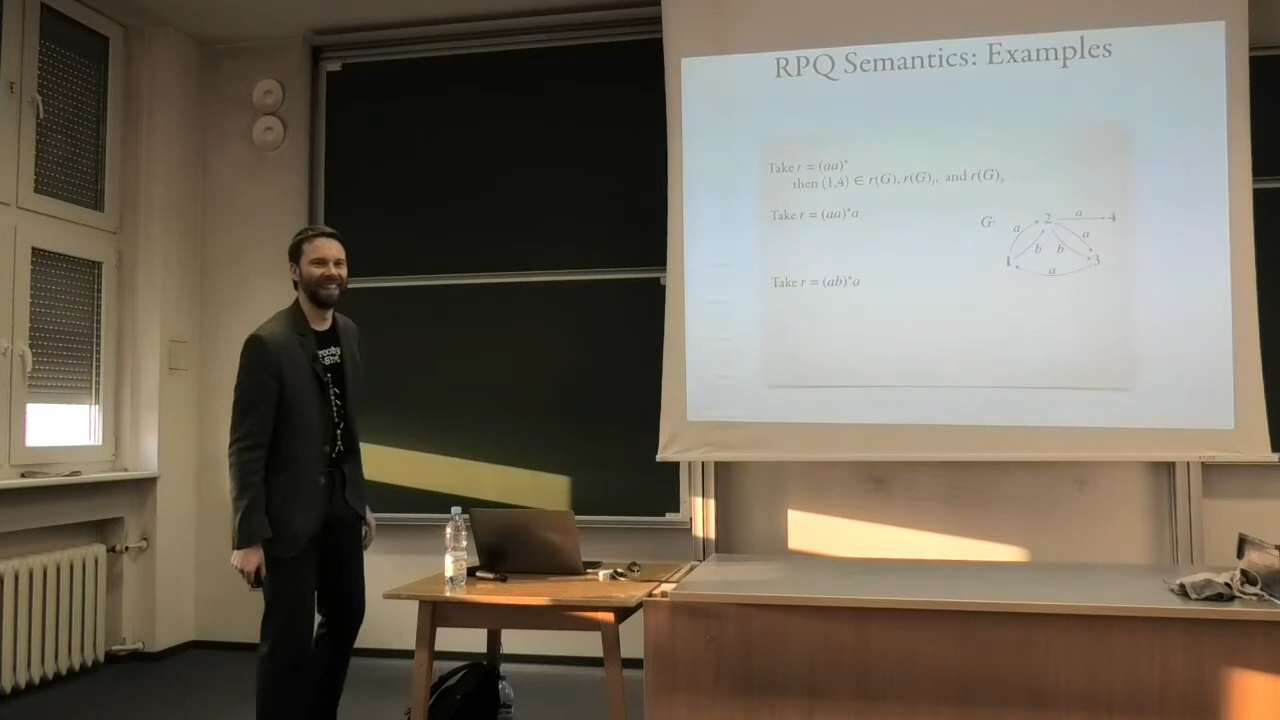 RPQ Semantics: Examples
Take r = (aa)*
then (1,4) ∈ r(G), r(G)ₜ, and r(G)ₛ
Take r = (aa)*a
G:
a
2
a
4
a
b
b
1
3
a
Take r = (ab)*a